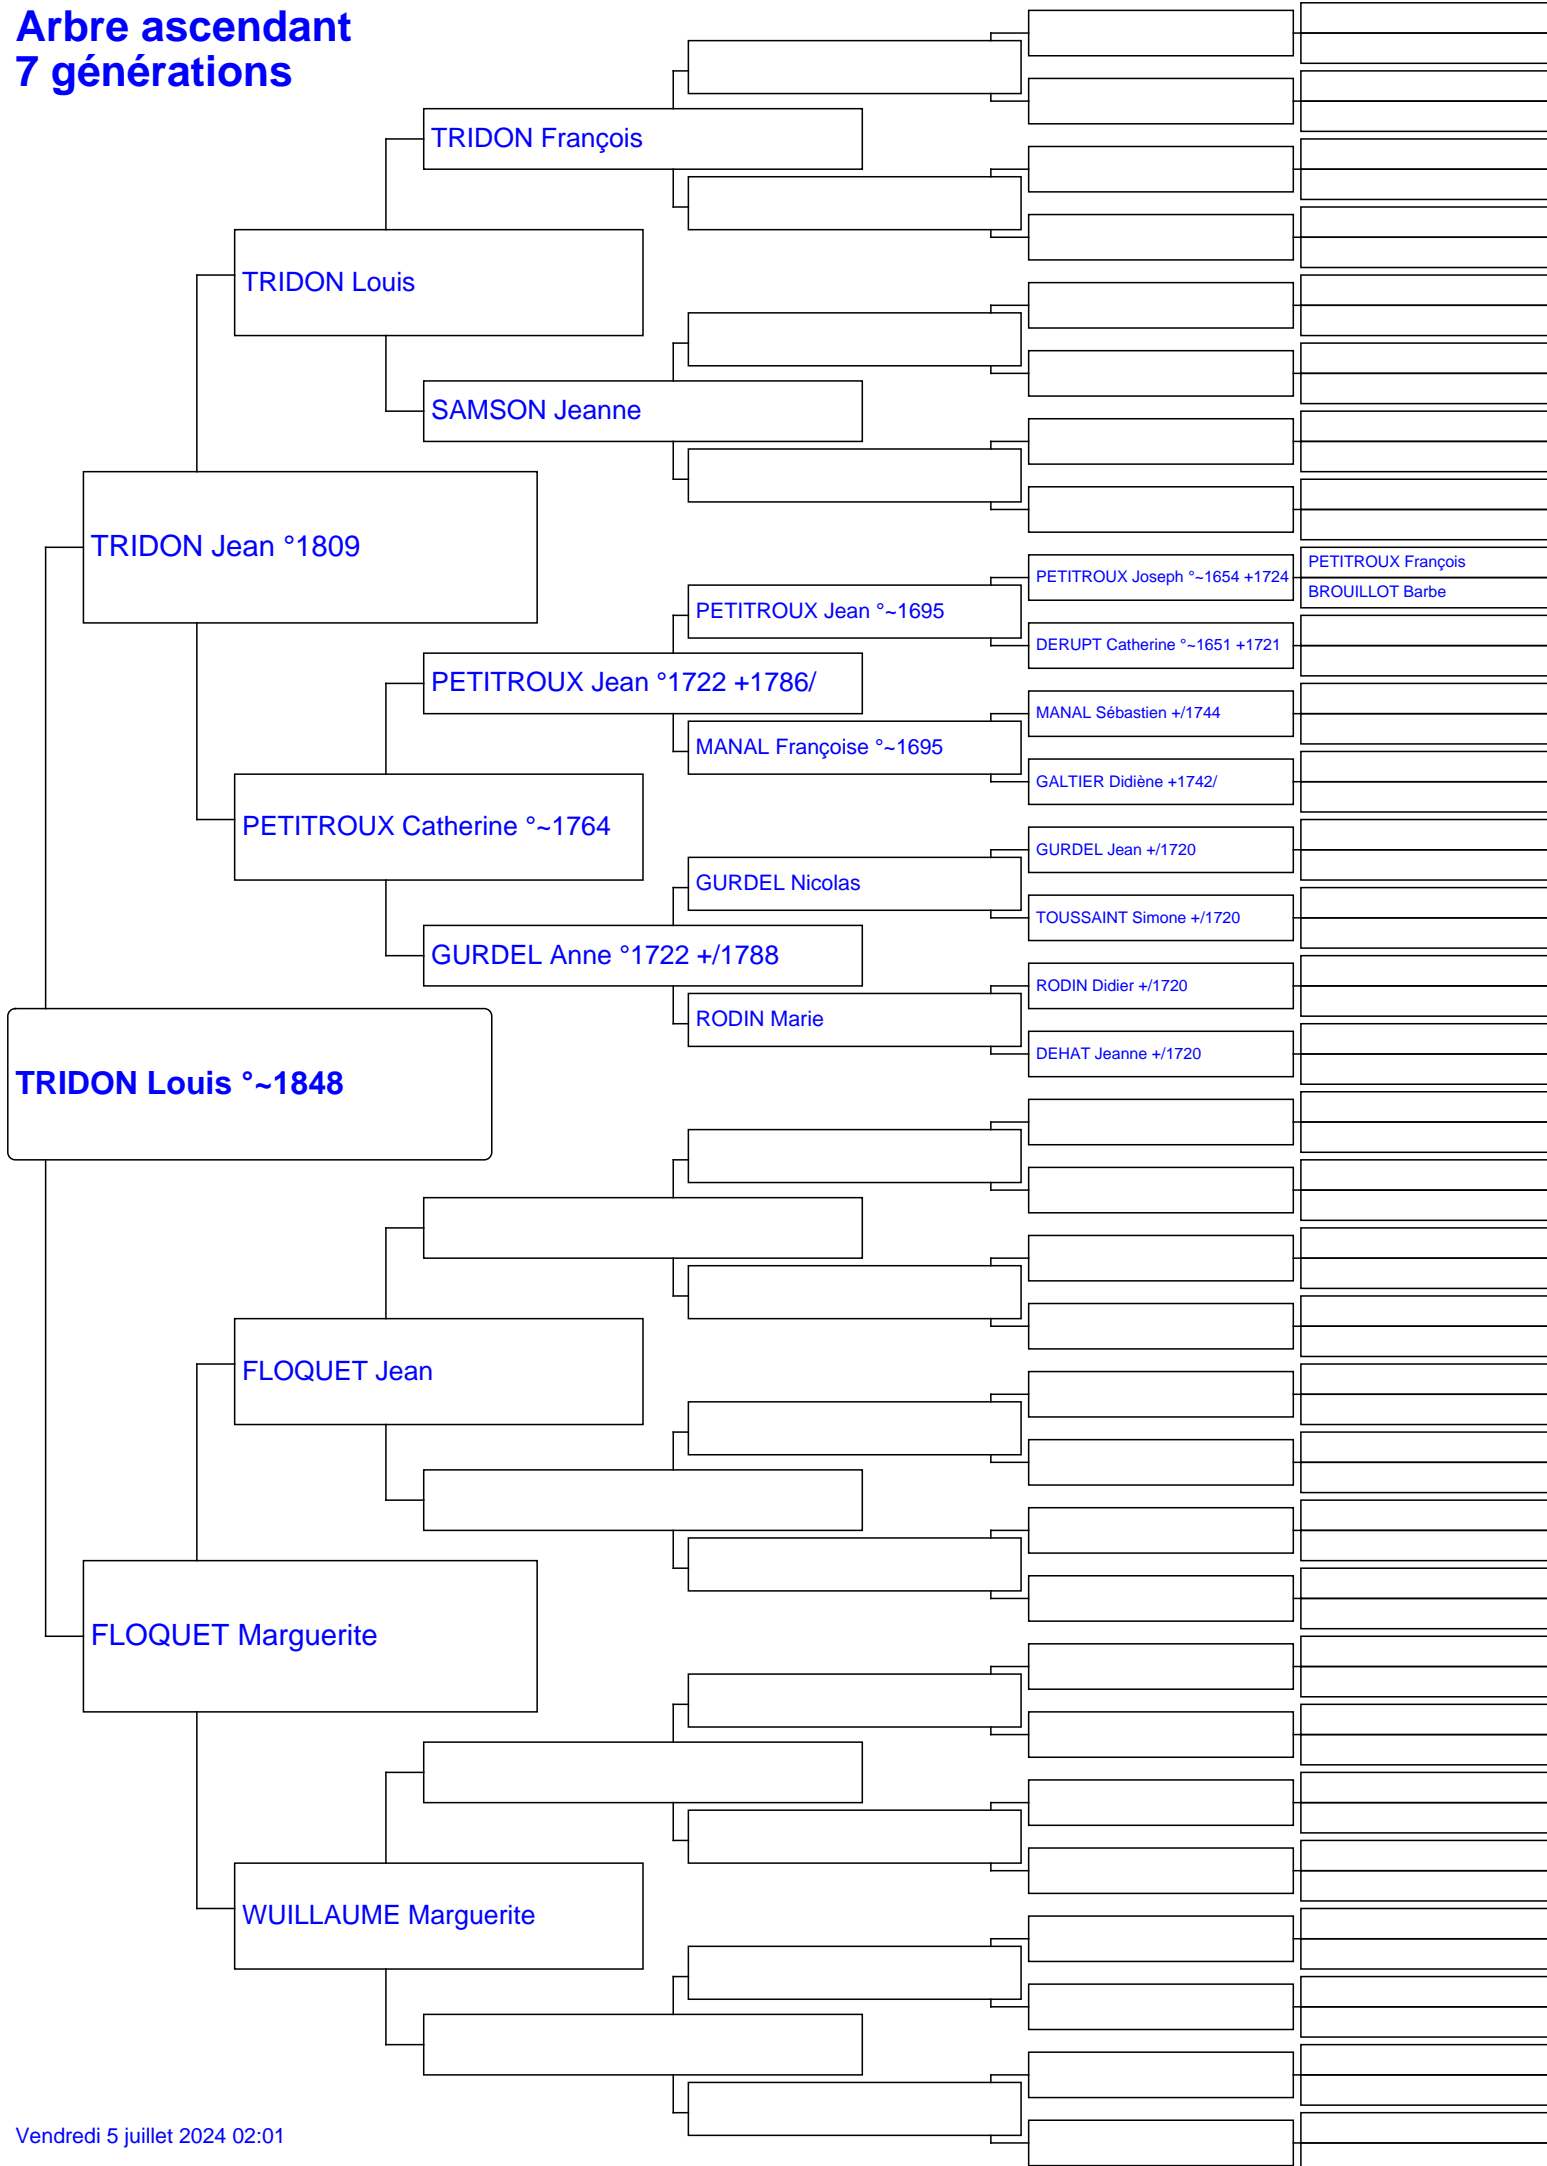 Arbre ascendant
7 générations
TRIDON François
TRIDON Louis
SAMSON Jeanne
TRIDON Jean °1809
PETITROUX François
PETITROUX Joseph °~1654 +1724
BROUILLOT Barbe
PETITROUX Jean °~1695
DERUPT Catherine °~1651 +1721
PETITROUX Jean °1722 +1786/
MANAL Sébastien +/1744
MANAL Françoise °~1695
GALTIER Didiène +1742/
PETITROUX Catherine °~1764
GURDEL Jean +/1720
GURDEL Nicolas
TOUSSAINT Simone +/1720
GURDEL Anne °1722 +/1788
RODIN Didier +/1720
RODIN Marie
DEHAT Jeanne +/1720
TRIDON Louis °~1848
FLOQUET Jean
FLOQUET Marguerite
WUILLAUME Marguerite
Vendredi 5 juillet 2024 02:01